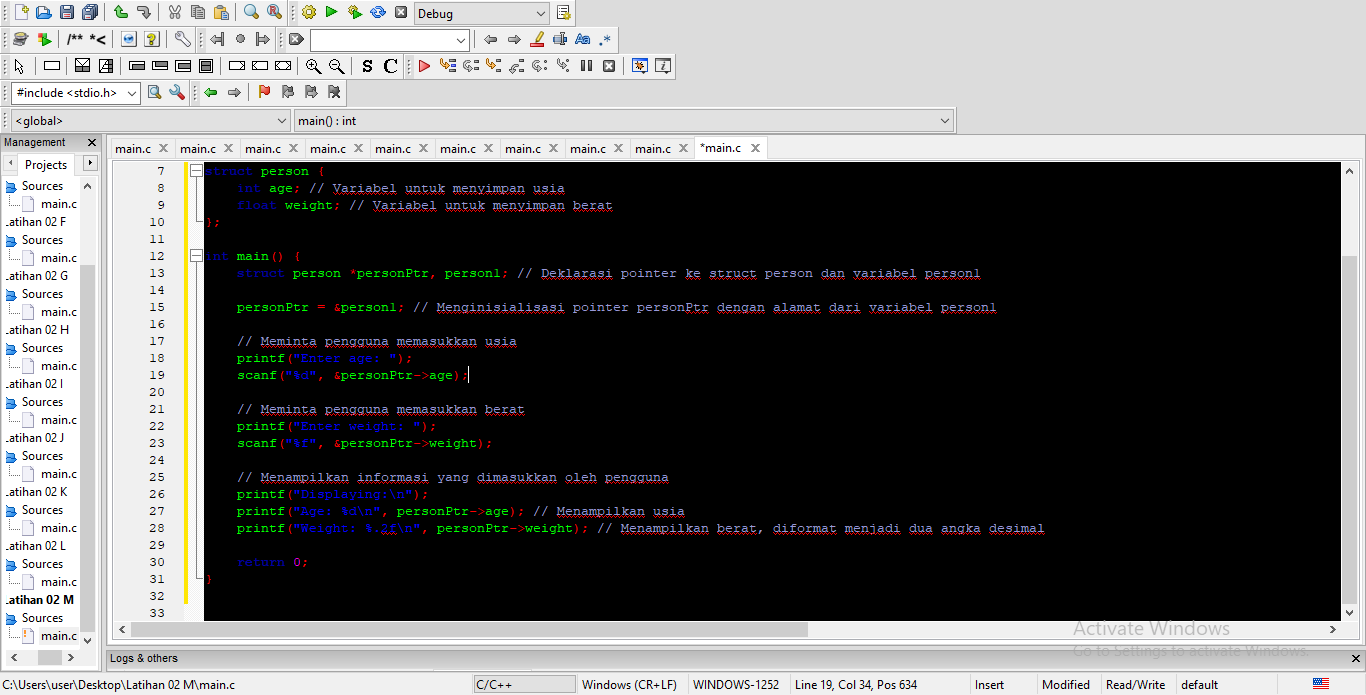 Debug
/** *<
Aa .*
S C
#include <stdio.h>
<global> main() : int
Management
Projects
main.c main.c main.c main.c main.c main.c main.c main.c main.c *main.c
Sources
main.c
Latihan 02 F
Sources
main.c
Latihan 02 G
Sources
main.c
Latihan 02 H
Sources
main.c
Latihan 02 I
Sources
main.c
Latihan 02 J
Sources
main.c
Latihan 02 K
Sources
main.c
Latihan 02 L
Sources
main.c
Latihan 02 M
Sources
main.c
7 struct person {
8 int age; // Variabel untuk menyimpan usia
9 float weight; // Variabel untuk menyimpan berat
10 };
11
12 int main() {
13 struct person *personPtr, person1; // Deklarasi pointer ke struct person dan variabel person1
14
15 personPtr = &person1; // Menginisialisasi pointer personPtr dengan alamat dari variabel person1
16
17 // Meminta pengguna memasukkan usia
18 printf("Enter age: ");
19 scanf("%d", &personPtr->age);
20
21 // Meminta pengguna memasukkan berat
22 printf("Enter weight: ");
23 scanf("%f", &personPtr->weight);
24
25 // Menampilkan informasi yang dimasukkan oleh pengguna
26 printf("Displaying:\n");
27 printf("Age: %d\n", personPtr->age); // Menampilkan usia
28 printf("Weight: %.2f\n", personPtr->weight); // Menampilkan berat, diformat menjadi dua angka desimal
29
30 return 0;
31 }
32
33
Activate Windows
Go to Settings to activate Windows.
Logs & others
C:\Users\user\Desktop\Latihan 02 M\main.c C/C++ Windows (CR+LF) WINDOWS-1252 Line 19, Col 34, Pos 634 Insert Modified Read/Write default